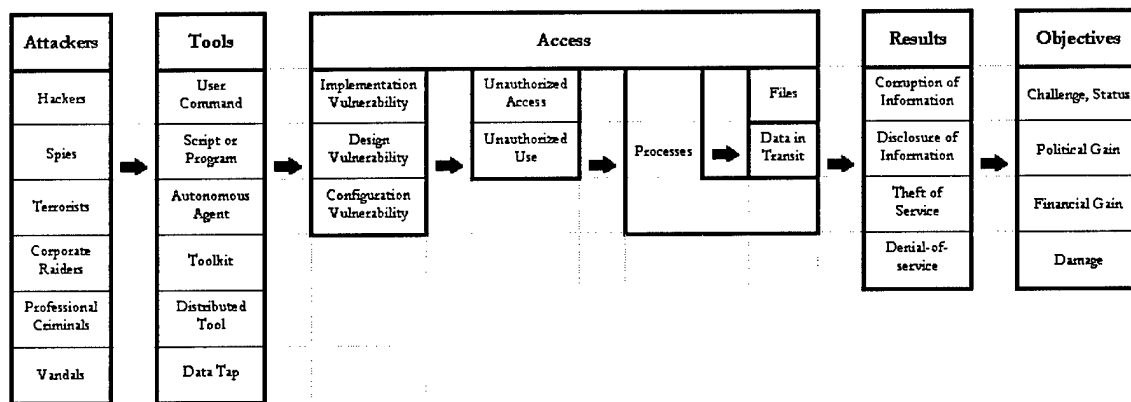 Attackers
Hackers
Spies
Terrorists
Corporate
Raiders
Professional
Criminals
Vandals
Tools
User
Command
Script or
Program
Autonomous
Agent
Toolkit
Distributed
Tool
Data Tap
Access
Implementation
Vulnerability
Design
Vulnerability
Configuration
Vulnerability
Unauthorized
Access
Unauthorized
Use
Processes
Files
Data in
Transit
Results
Corruption of
Information
Disclosure of
Information
Theft of
Service
Denial-of-
service
Objectives
Challenge, Status
Political Gain
Financial Gain
Damage